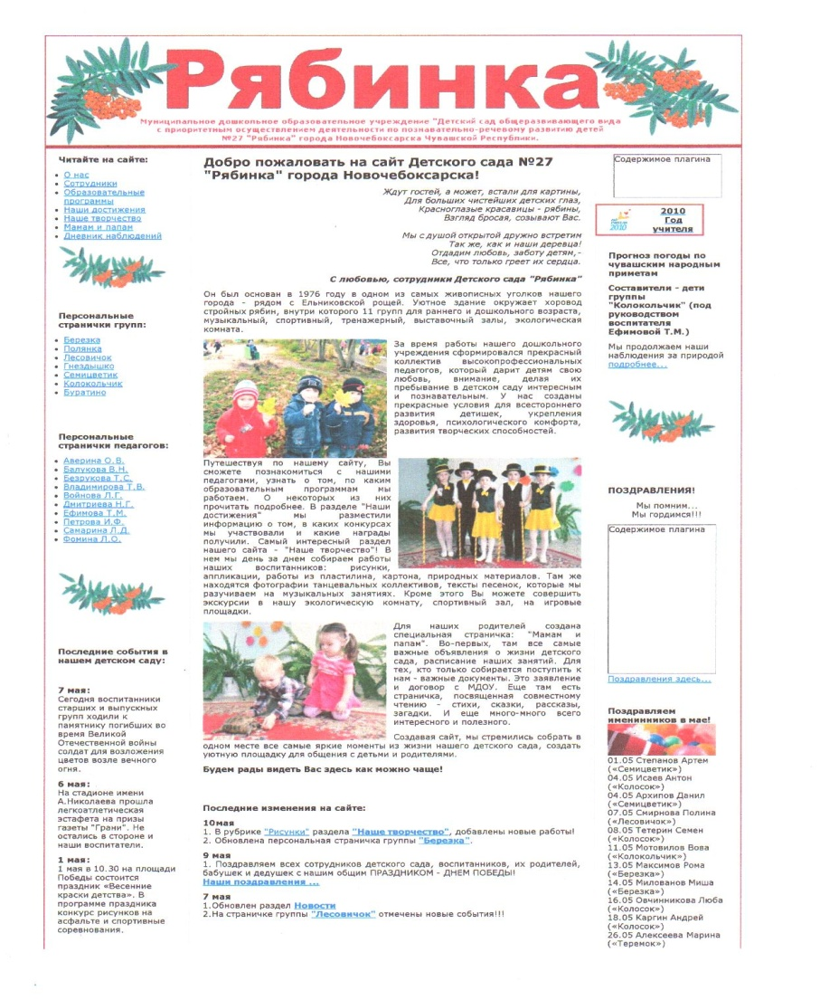 Рябинка
Муниципальное дошкольное образовательное учреждение "Детский сад общеразвивающего вида
с приоритетным осуществлением деятельности по познавательно-речевому развитию детей
№27 "Рябинка" города Новочебоксарска Чувашской Республики.
Читайте на сайте:
О нас
Сотрудники
Образовательные
программы
Наши достижения
Наше творчество
Мамам и папам
Дневник наблюдений
Персональные
странички групп:
Березка
Полянка
Лесовичок
Гнездышко
Семицветик
Колокольчик
Буратино
Персональные
странички педагогов:
Аверина О.В.
Балукова В.Н.
Безрукова Т.С.
Владимирова Т.В.
Войнова Л.Г.
Дмитриева Н.Г.
Ефимова Т.М.
Петрова И.Ф.
Самарина Л.Д.
Фомина Л.О.
Последние события в
нашем детском саду:
7 мая:
Сегодня воспитанники
старших и выпускных
групп ходили к
памятнику погибших во
время Великой
Отечественной войны
солдат для возложения
цветов возле вечного
огня.
6 мая:
На стадионе имени
А.Николаева прошла
легкоатлетическая
эстафета на призы
газеты "Грани". Не
остались в стороне и
наши воспитатели.
1 мая:
1 мая в 10.30 на площади
Победы состоится
праздник «Весенние
краски детства». В
программе праздника
конкурс рисунков на
асфальте и спортивные
соревнования.
Добро пожаловать на сайт Детского сада №27
"Рябинка" города Новочебоксарска!
Ждут гостей, а может, встали для картины,
Для больших чистейших детских глаз,
Красноглазые красавицы - рябины,
Взгляд бросая, созывают Вас.
Мы с душой открытой дружно встретим
Так же, как и наши деревца!
Отдадим любовь, заботу детям,-
Все, что только греет их сердца.
С любовью, сотрудники Детского сада "Рябинка"
Он был основан в 1976 году в одном из самых живописных уголков нашего
города - рядом с Ельниковской рощей. Уютное здание окружает хоровод
стройных рябин, внутри которого 11 групп для раннего и дошкольного возраста,
музыкальный, спортивный, тренажерный, выставочный залы, экологическая
комната.
За время работы нашего дошкольного
учреждения сформировался прекрасный
коллектив высокопрофессиональных
педагогов, который дарит детям свою
любовь, внимание, делая их
пребывание в детском саду интересным
и познавательным. У нас созданы
прекрасные условия для всестороннего
развития детишек, укрепления
здоровья, психологического комфорта,
развития творческих способностей.
Путешествуя по нашему сайту, Вы
сможете познакомиться с нашими
педагогами, узнать о том, по каким
образовательным программам мы
работаем. О некоторых из них
прочитать подробнее. В разделе "Наши
достижения" мы разместили
информацию о том, в каких конкурсах
мы участвовали и какие награды
получили. Самый интересный раздел
нашего сайта - "Наше творчество"! В
нем мы день за днем собираем работы
наших воспитанников: рисунки,
аппликации, работы из пластилина, картона, природных материалов. Там же
находятся фотографии танцевальных коллективов, тексты песенок, которые мы
разучиваем на музыкальных занятиях. Кроме этого Вы можете совершить
экскурсии в нашу экологическую комнату, спортивный зал, на игровые
площадки.
Для наших родителей создана
специальная страничка: "Мамам и
папам". Во-первых, там все самые
важные объявления о жизни детского
сада, расписание наших занятий. Для
тех, кто только собирается поступить к
нам - важные документы. Это заявление
и договор с МДОУ. Еще там есть
страничка, посвященная совместному
чтению - стихи, сказки, рассказы,
загадки. И еще много-много всего
интересного и полезного.
Создавая сайт, мы стремились собрать в
одном месте все самые яркие моменты из жизни нашего детского сада, создать
уютную площадку для общения с детьми и родителями.
Будем рады видеть Вас здесь как можно чаще!
Последние изменения на сайте:
10мая
1. В рубрике "Рисунки" раздела "Наше творчество", добавлены новые работы!
2. Обновлена персональная страничка группы "Березка".
9 мая
1. Поздравляем всех сотрудников детского сада, воспитанников, их родителей,
бабушек и дедушек с нашим общим ПРАЗДНИКОМ - ДНЕМ ПОБЕДЫ!
Наши поздравления ...
7 мая
1.Обновлен раздел Новости
2.На страничке группы "Лесовичок" отмечены новые события!!!
Содержимое плагина
2010
2010
Год
учителя
Прогноз погоды по
чувашским народным
приметам
Составители - дети
группы
"Колокольчик" (под
руководством
воспитателя
Ефимовой Т.М.)
Мы продолжаем наши
наблюдения за природой
подробнее...
ПОЗДРАВЛЕНИЯ!
Мы помним...
Мы гордимся!!!
Содержимое плагина
Поздравления здесь...
Поздравляем
именинников в мае!
01.05 Степанов Артем
(«Семицветик»)
04.05 Исаев Антон
(«Колосок»)
04.05 Архипов Данил
(«Семицветик»)
07.05 Смирнова Полина
(«Лесовичок»)
08.05 Тетерин Семен
(«Колосок»)
11.05 Мотовилов Вова
(«Колокольчик»)
13.05 Максимов Рома
(«Березка»)
14.05 Милованов Миша
(«Березка»)
16.05 Овчинникова Люба
(«Колосок»)
18.05 Каргин Андрей
(«Колосок»)
26.05 Алексеева Марина
(«Теремок»)